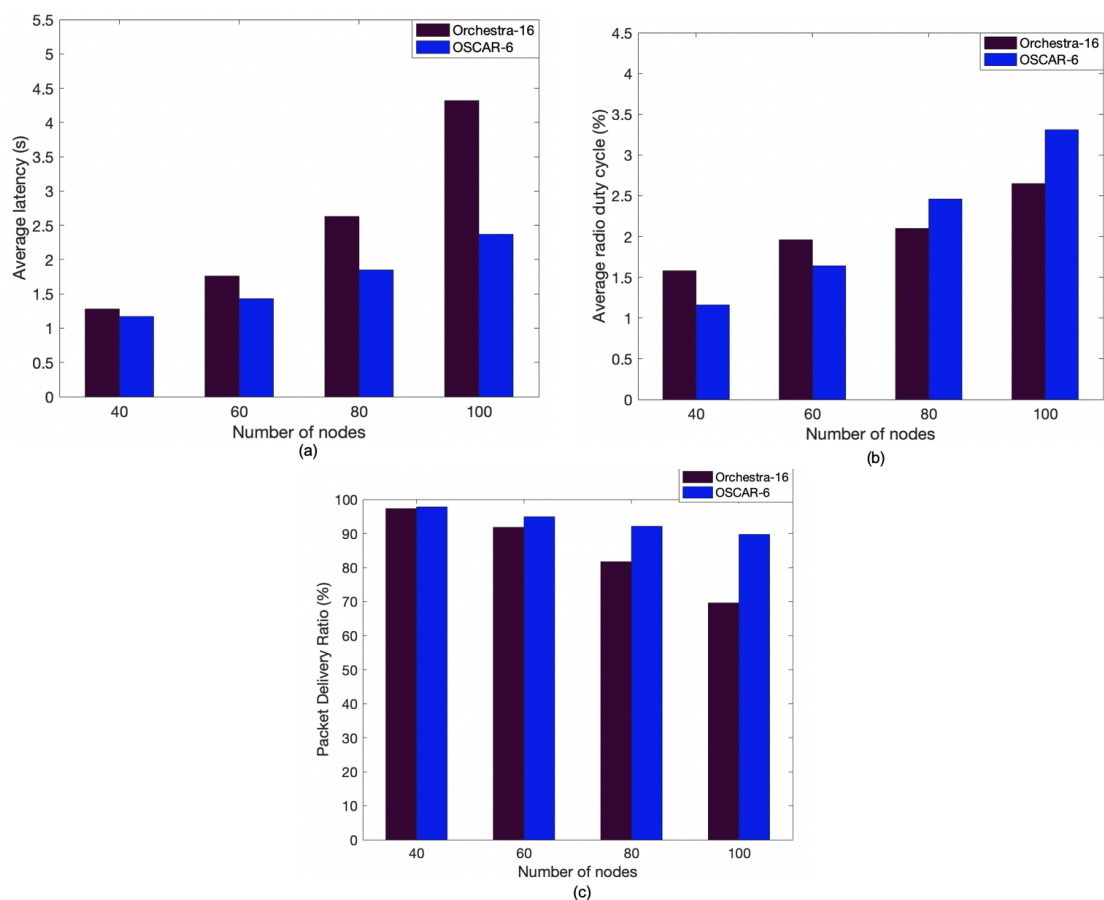 Orchestra-16
OSCAR-6
5.5
5
4.5
4
3.5
3
2.5
2
1.5
1
0.5
0
Average latency (s)
40 60 80 100
Number of nodes
(a)
Orchestra-16
OSCAR-6
4.5
4
3.5
3
2.5
2
1.5
1
0.5
0
Average radio duty cycle (%)
40 60 80 100
Number of nodes
(b)
Orchestra-16
OSCAR-6
100
90
80
70
60
50
40
30
20
10
0
Packet Delivery Ratio (%)
40 60 80 100
Number of nodes
(c)